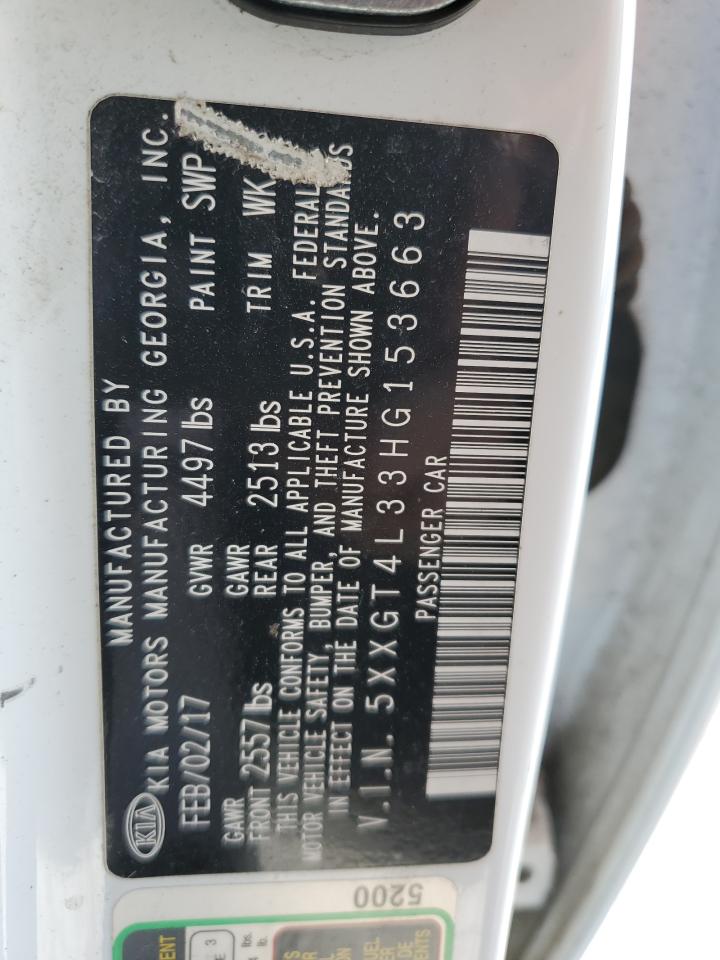 MANUFACTURED BY
KIA KIA MOTORS MANUFACTURING GEORGIA, INC.
FEB/02/17 GVWR 4497 lbs PAINT SWP
GAWR FRONT 2557 lbs GAWR REAR 2513 lbs TRIM WK
THIS VEHICLE CONFORMS TO ALL APPLICABLE U.S.A. FEDERAL
MOTOR VEHICLE SAFETY, BUMPER, AND THEFT PREVENTION STANDARDS
IN EFFECT ON THE DATE OF MANUFACTURE SHOWN ABOVE.
V.I.N. 5XXGT4L33HG153663
PASSENGER CAR
5200